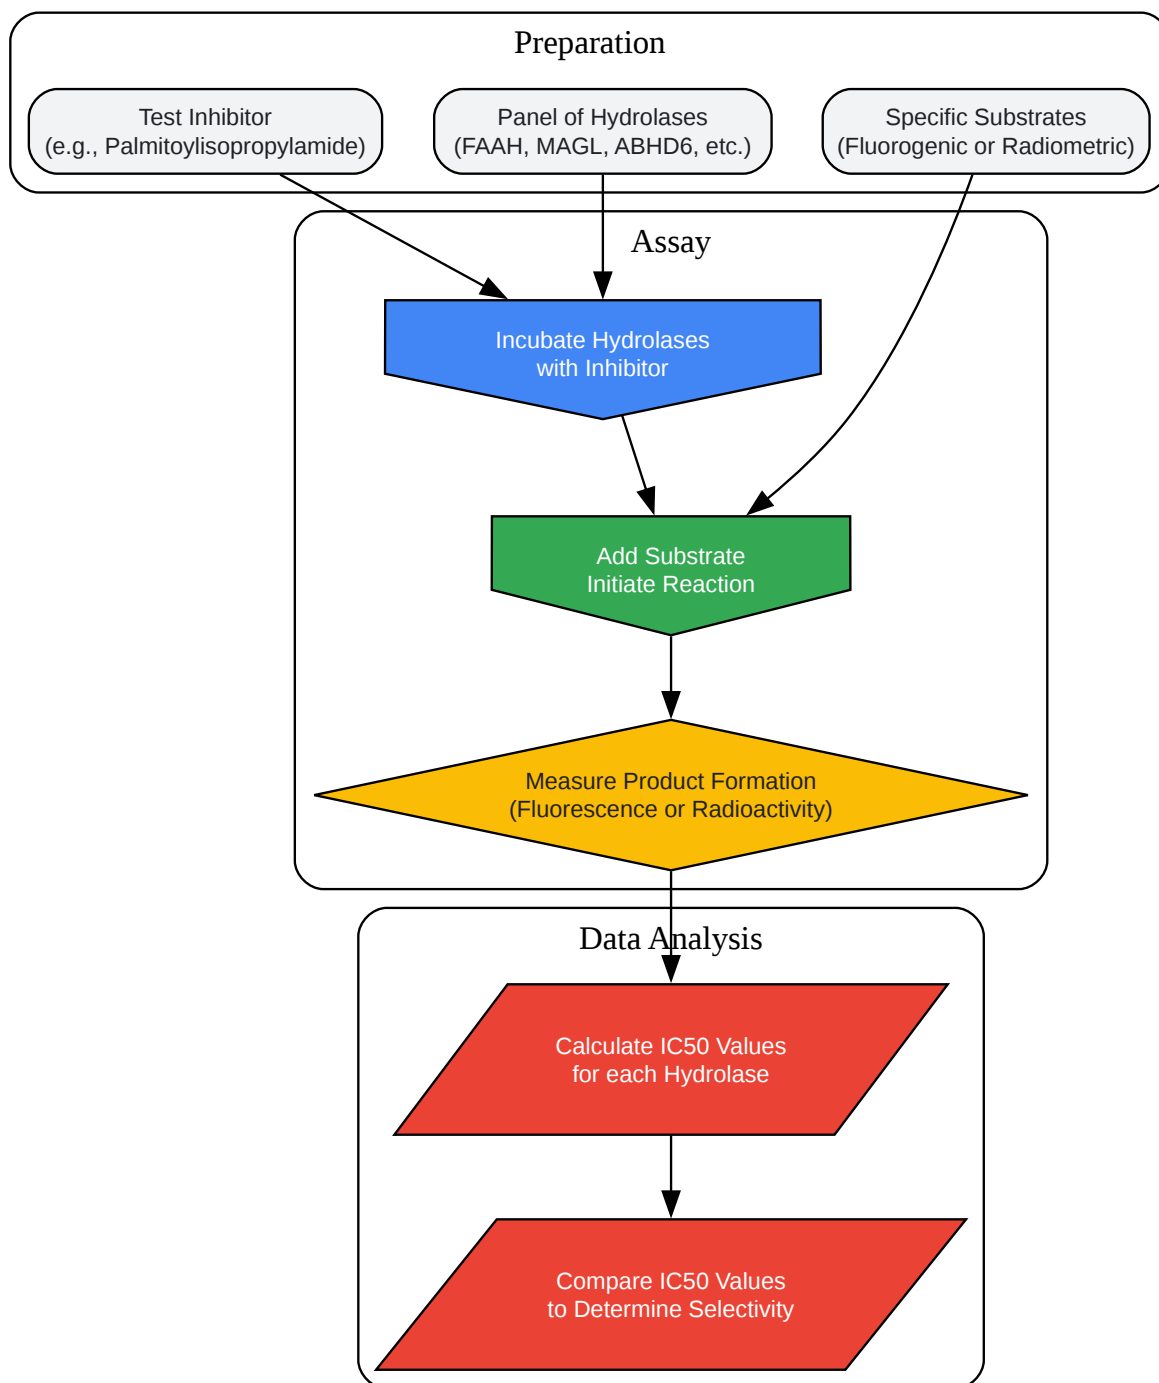 Preparation
Test Inhibitor
(e.g., Palmitoylisopropylamide)
Panel of Hydrolases
(FAAH, MAGL, ABHD6, etc.)
Specific Substrates
(Fluorogenic or Radiometric)
Assay
Incubate Hydrolases
with Inhibitor
Add Substrate
Initiate Reaction
Measure Product Formation
(Fluorescence or Radioactivity)
Data Analysis
Calculate IC50 Values
for each Hydrolase
Compare IC50 Values
to Determine Selectivity